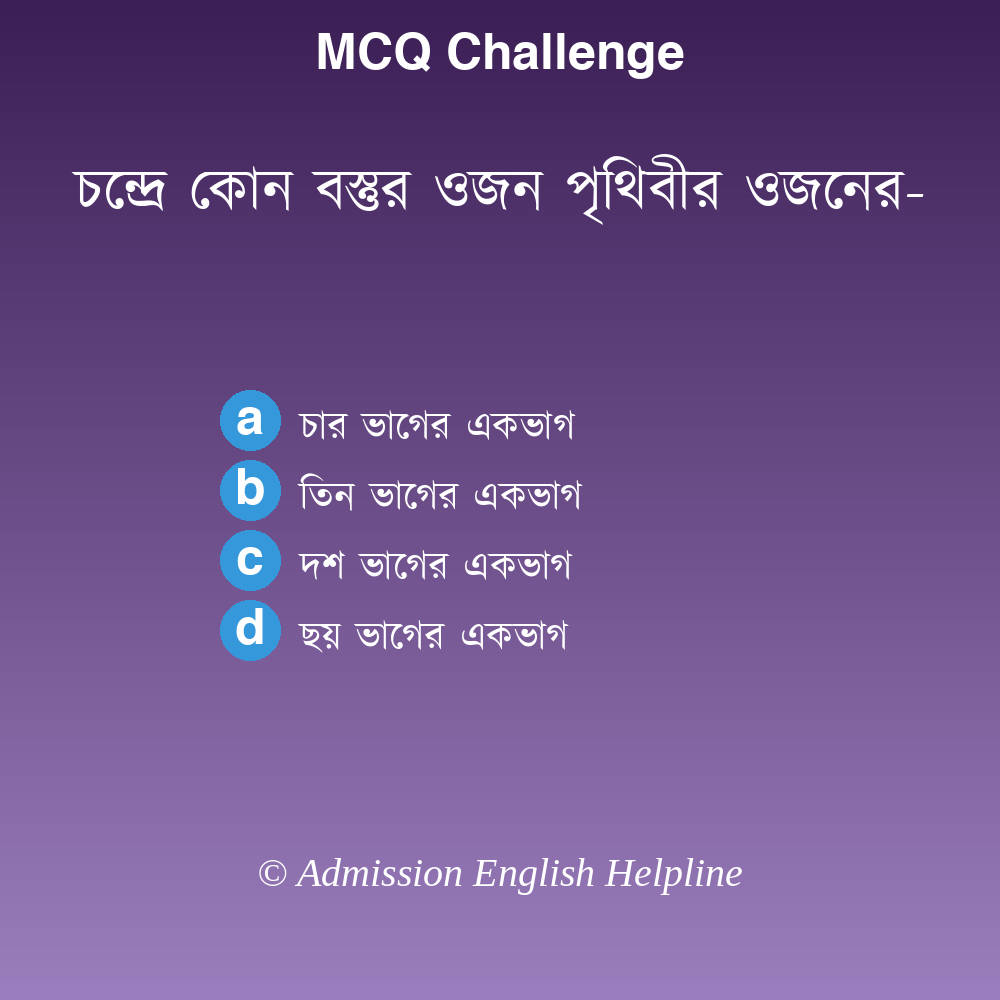 MCQ Challenge
চন্দ্রে কোন বস্তুর ওজন পৃথিবীর ওজনের-
a চার ভাগের একভাগ
b তিন ভাগের একভাগ
c দশ ভাগের একভাগ
d ছয় ভাগের একভাগ
© Admission English Helpline